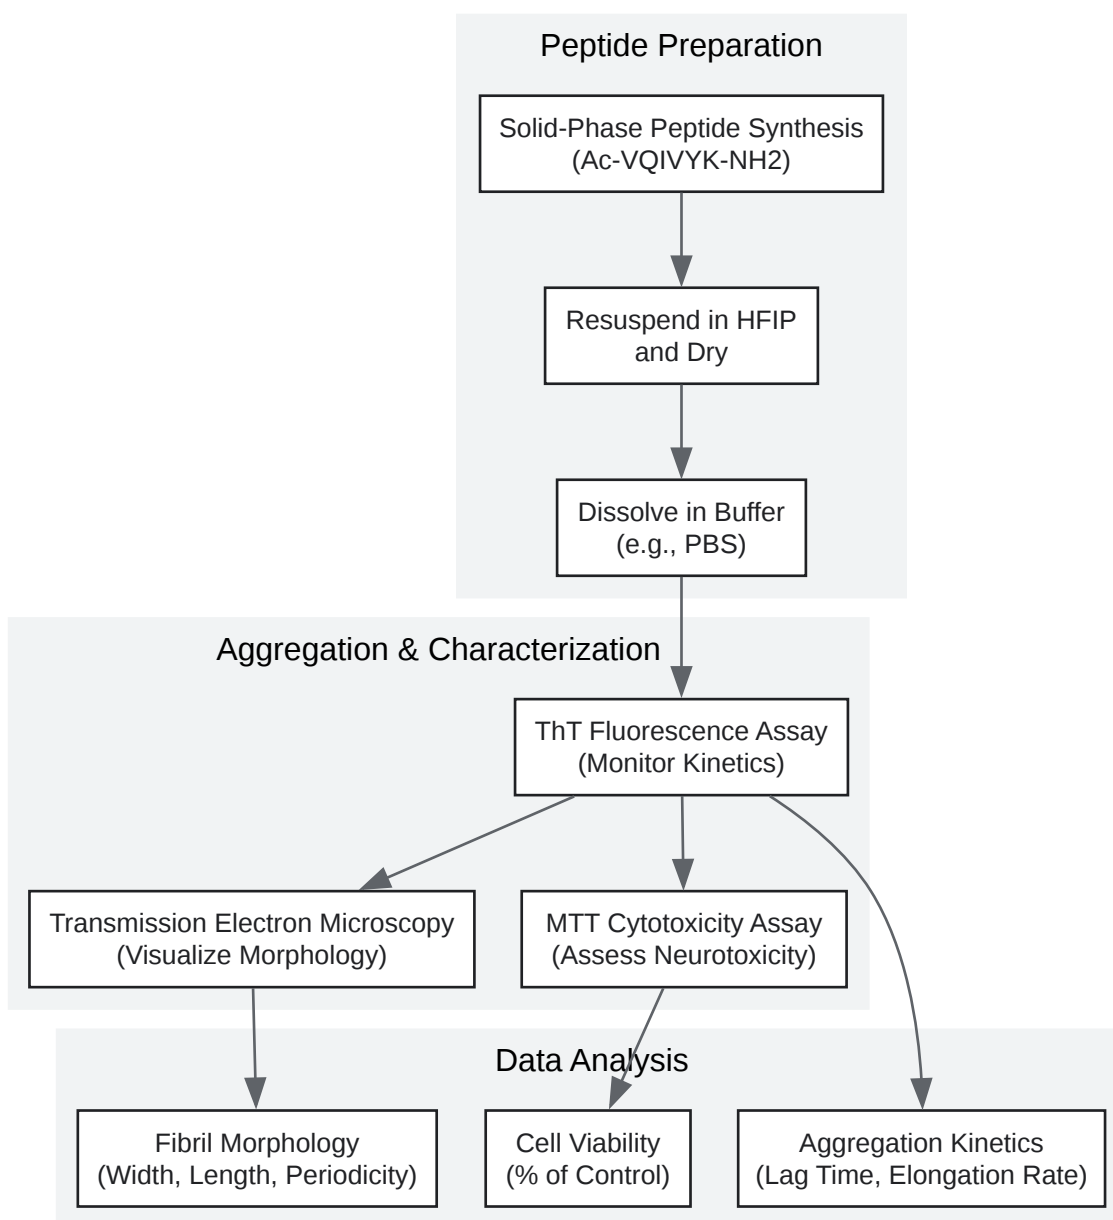 Peptide Preparation
Solid-Phase Peptide Synthesis
(Ac-VQIVYK-NH2)
Resuspend in HFIP
and Dry
Dissolve in Buffer
(e.g., PBS)
Aggregation & Characterization
ThT Fluorescence Assay
(Monitor Kinetics)
Transmission Electron Microscopy
(Visualize Morphology)
MTT Cytotoxicity Assay
(Assess Neurotoxicity)
Data Analysis
Fibril Morphology
(Width, Length, Periodicity)
Cell Viability
(% of Control)
Aggregation Kinetics
(Lag Time, Elongation Rate)